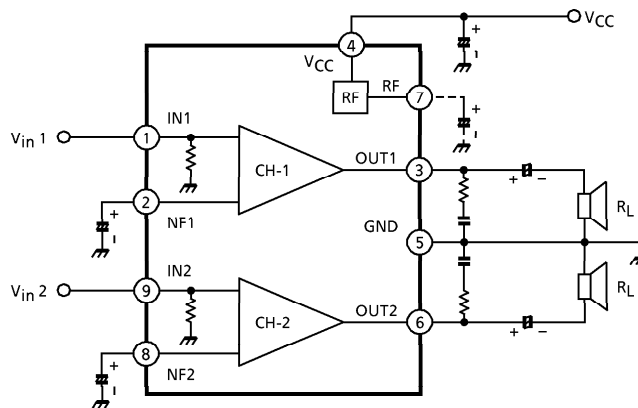 VCC
4
VCC
RF
RF
7
+
+
Vin 1
1
IN1
CH-1
OUT1
3
+ −
RL
2
NF1
+
GND
5
Vin 2
9
IN2
CH-2
OUT2
6
+ −
RL
8
NF2
+